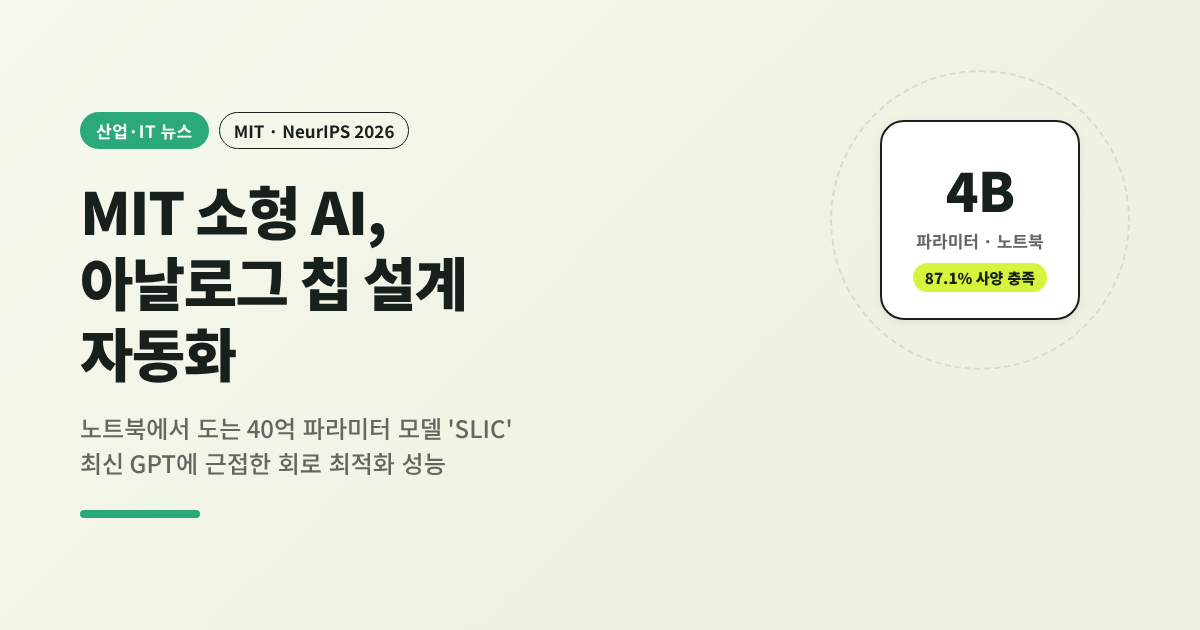 산업·IT 뉴스
MIT · NeurIPS 2026
MIT 소형 AI,
아날로그 칩 설계
자동화
노트북에서 도는 40억 파라미터 모델 'SLIC'
최신 GPT에 근접한 회로 최적화 성능
4B
파라미터 · 노트북
87.1% 사양 충족